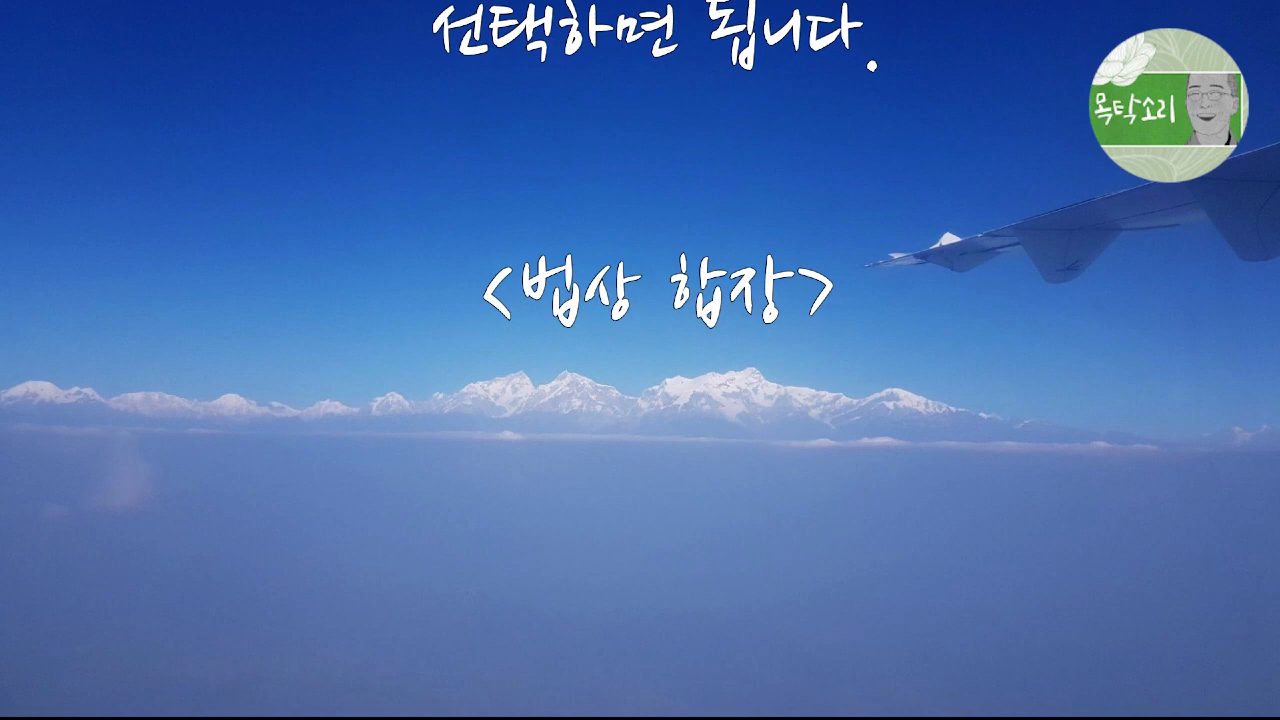 선택하면 됩니다.
목탁소리
<법상 합장>